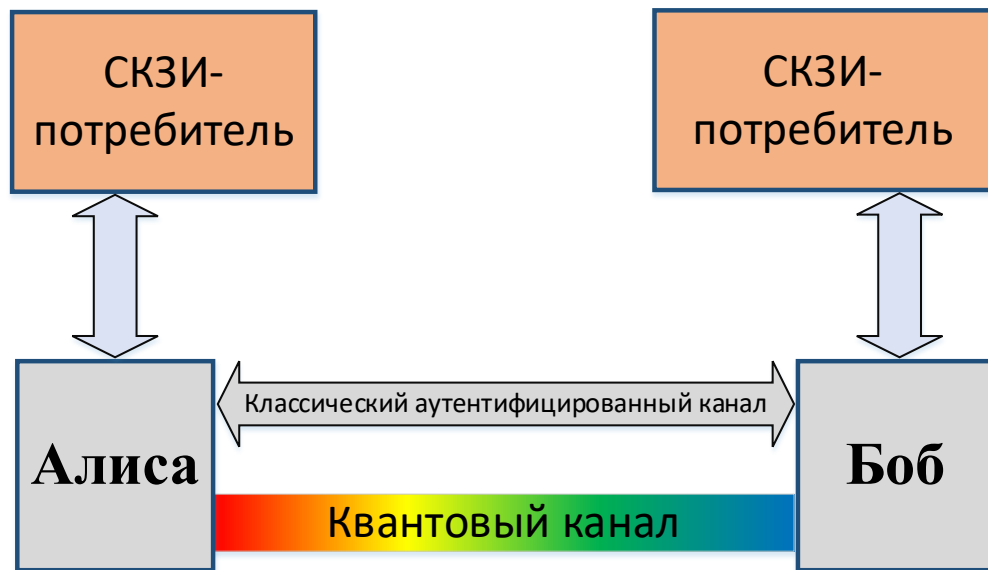 СКЗИ-
потребитель
СКЗИ-
потребитель
Классический аутентифицированный канал
Алиса
Боб
Квантовый канал